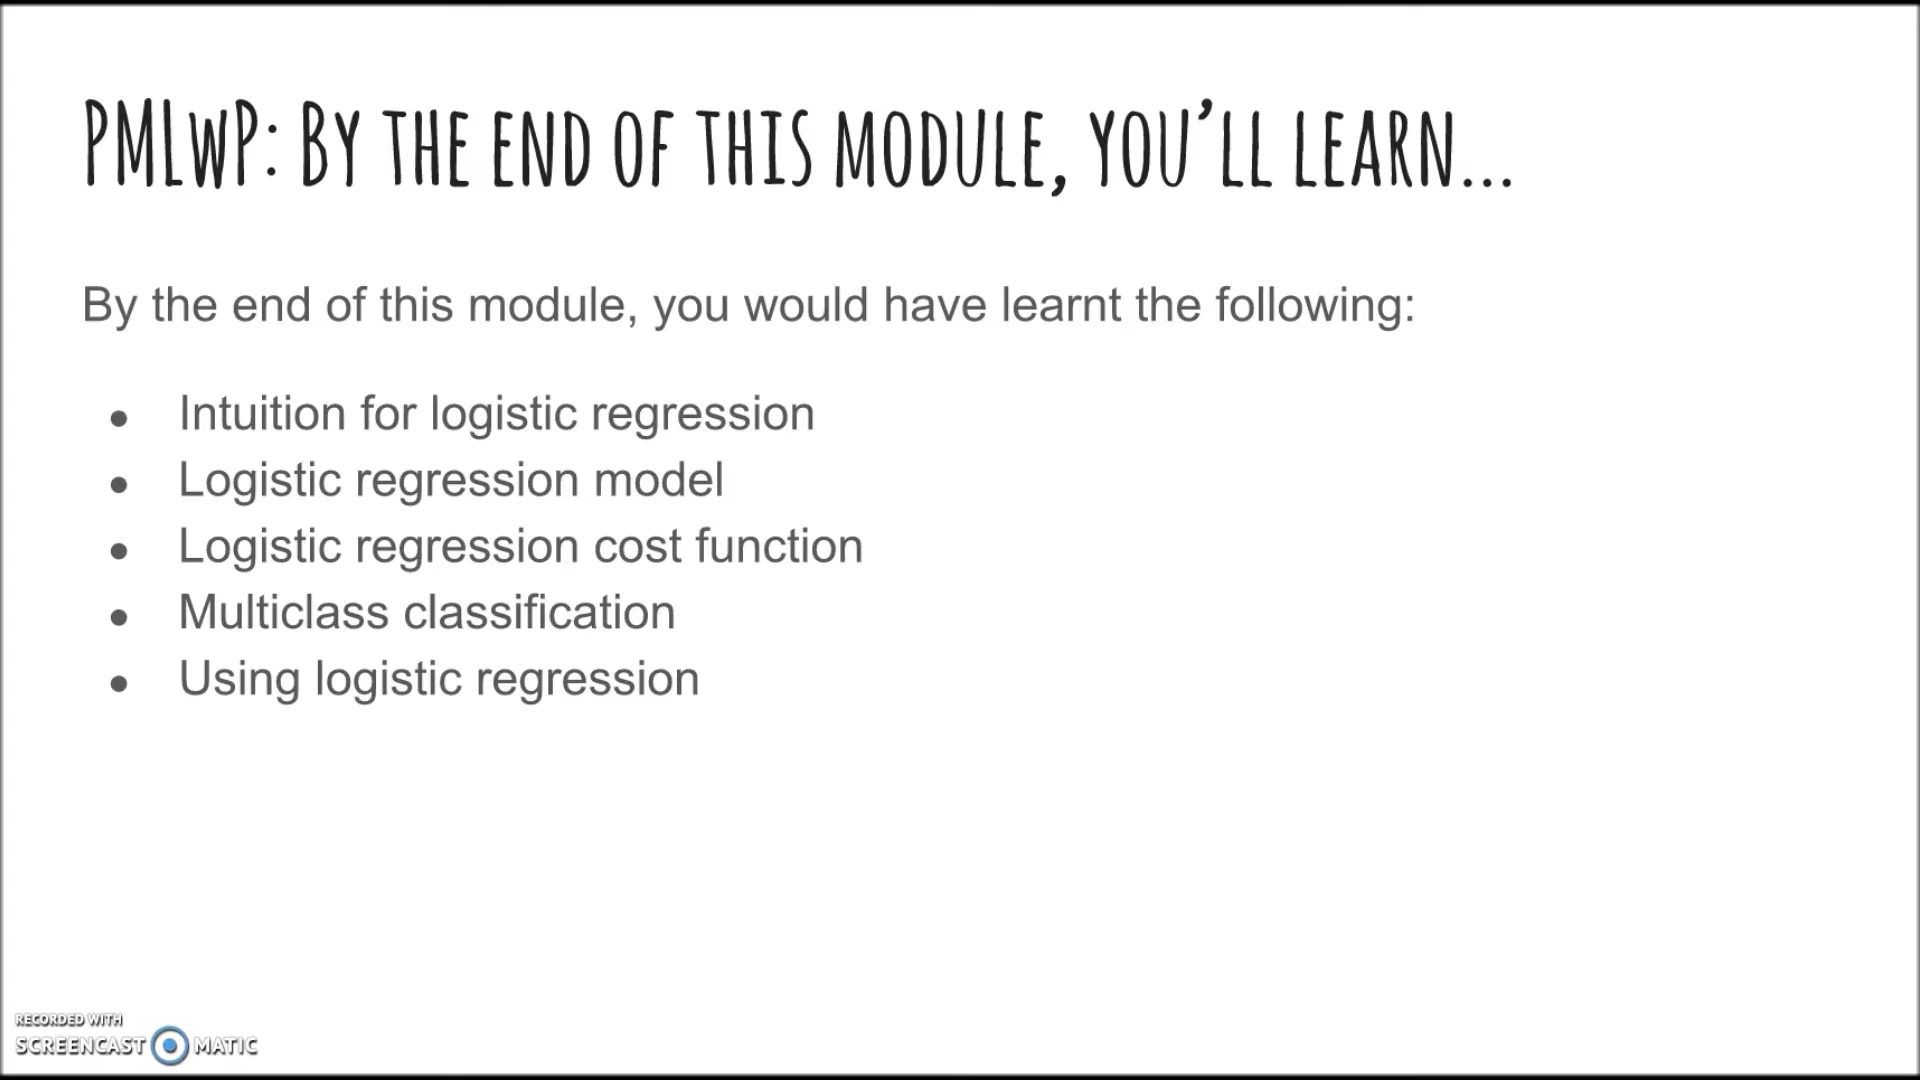 PMLwP: By the end of this module, you'll learn...
By the end of this module, you would have learnt the following:
● Intuition for logistic regression
● Logistic regression model
● Logistic regression cost function
● Multiclass classification
● Using logistic regression
RECORDED WITH
SCREENCAST MATIC